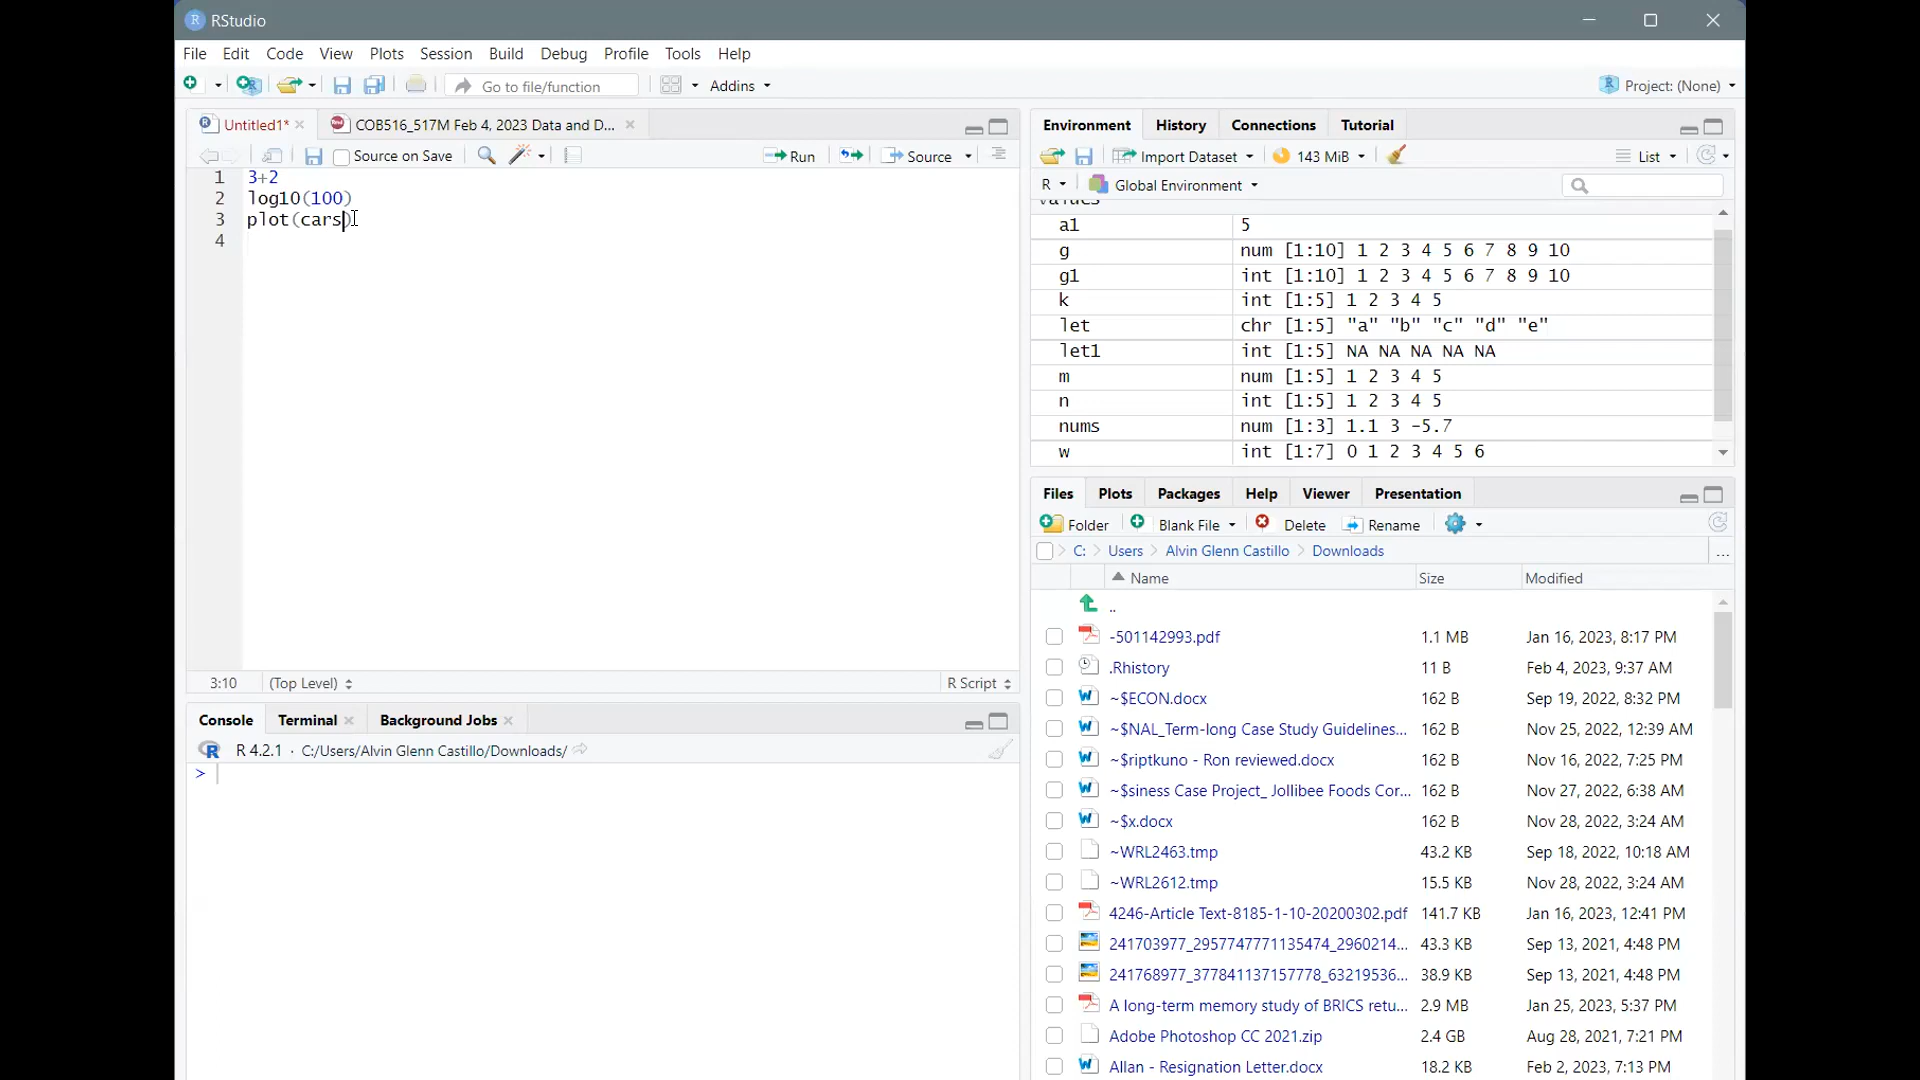 RStudio
File Edit Code View Plots Session Build Debug Profile Tools Help
Go to file/function Addins Project: (None)
Untitled1* COB516_517M Feb 4, 2023 Data and D...
Source on Save Run Source
1 3+2
2 log10(100)
3 plot(cars)
4
3:10 (Top Level) R Script
Console Terminal Background Jobs
R 4.2.1 · C:/Users/Alvin Glenn Castillo/Downloads/
>
Environment History Connections Tutorial
Import Dataset 143 MiB List
R Global Environment
values
a1 5
g num [1:10] 1 2 3 4 5 6 7 8 9 10
g1 int [1:10] 1 2 3 4 5 6 7 8 9 10
k int [1:5] 1 2 3 4 5
let chr [1:5] "a" "b" "c" "d" "e"
let1 int [1:5] NA NA NA NA NA
m num [1:5] 1 2 3 4 5
n int [1:5] 1 2 3 4 5
nums num [1:3] 1.1 3 -5.7
w int [1:7] 0 1 2 3 4 5 6
Files Plots Packages Help Viewer Presentation
Folder Blank File Delete Rename
C: Users Alvin Glenn Castillo Downloads ...
Name Size Modified
..
-501142993.pdf 1.1 MB Jan 16, 2023, 8:17 PM
.Rhistory 11 B Feb 4, 2023, 9:37 AM
~$ECON.docx 162 B Sep 19, 2022, 8:32 PM
~$NAL_Term-long Case Study Guidelines... 162 B Nov 25, 2022, 12:39 AM
~$riptkuno - Ron reviewed.docx 162 B Nov 16, 2022, 7:25 PM
~$siness Case Project_ Jollibee Foods Cor... 162 B Nov 27, 2022, 6:38 AM
~$x.docx 162 B Nov 28, 2022, 3:24 AM
~WRL2463.tmp 43.2 KB Sep 18, 2022, 10:18 AM
~WRL2612.tmp 15.5 KB Nov 28, 2022, 3:24 AM
4246-Article Text-8185-1-10-20200302.pdf 141.7 KB Jan 16, 2023, 12:41 PM
241703977_2957747771135474_2960214... 43.3 KB Sep 13, 2021, 4:48 PM
241768977_377841137157778_63219536... 38.9 KB Sep 13, 2021, 4:48 PM
A long-term memory study of BRICS retu... 2.9 MB Jan 25, 2023, 5:37 PM
Adobe Photoshop CC 2021.zip 2.4 GB Aug 28, 2021, 7:21 PM
Allan - Resignation Letter.docx 18.2 KB Feb 2, 2023, 7:13 PM